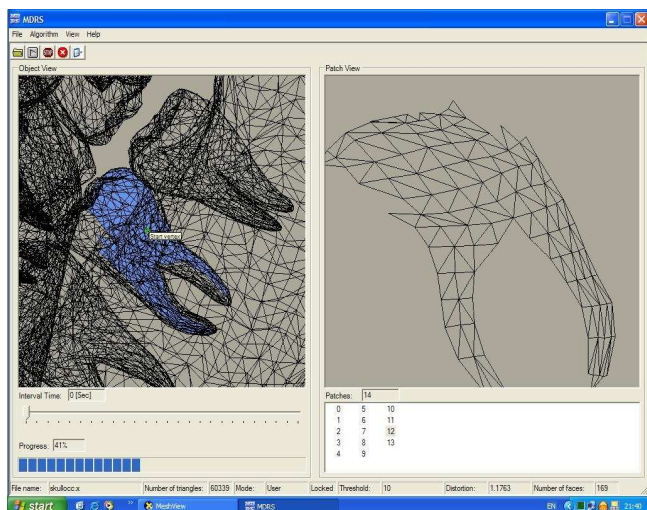 MDRS
File Algorithm View Help
STOP
Object View
Patch View
Start vertex
Interval Time: 0 [Sec]
Patches: 14
0 5 10
1 6 11
2 7 12
3 8 13
4 9
Progress: 41%
File name: skullocc.x Number of triangles: 60339 Mode: User Locked Threshold: 10 Distortion: 1.1763 Number of faces: 169
start MeshView MDRS EN 21:40